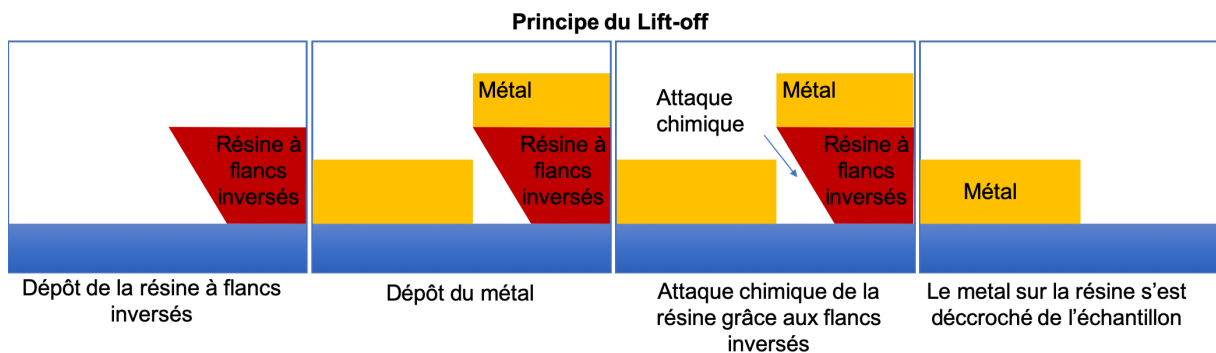 Principe du Lift-off
Résine à
flancs
inversés
Dépôt de la résine à flancs
inversés
Métal
Résine à
flancs
inversés
Dépôt du métal
Attaque
chimique
Métal
Résine à
flancs
inversés
Attaque chimique de la
résine grâce aux flancs
inversés
Métal
Le metal sur la résine s’est
déccroché de l’échantillon